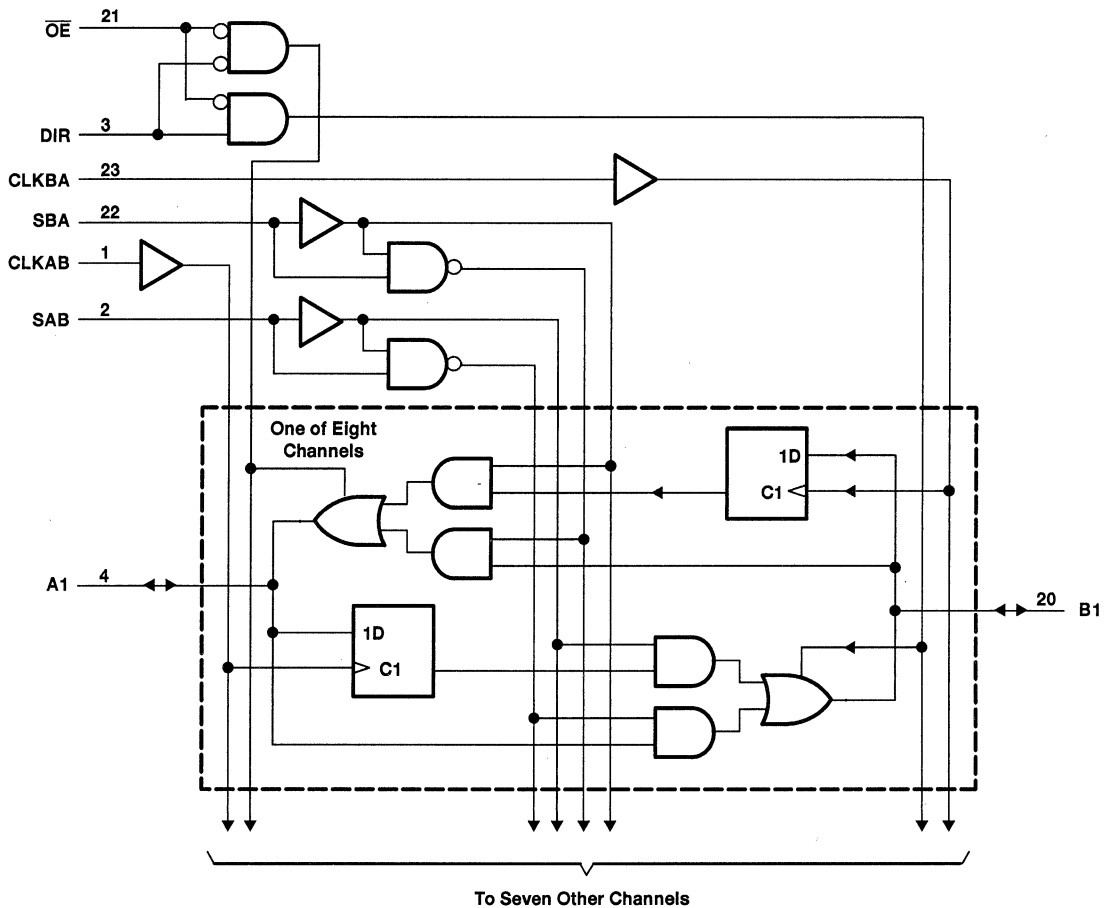 OE 21
DIR 3
CLKBA 23
SBA 22
CLKAB 1
SAB 2
One of Eight
Channels
1D
C1
A1 4
1D
C1
20 B1
To Seven Other Channels